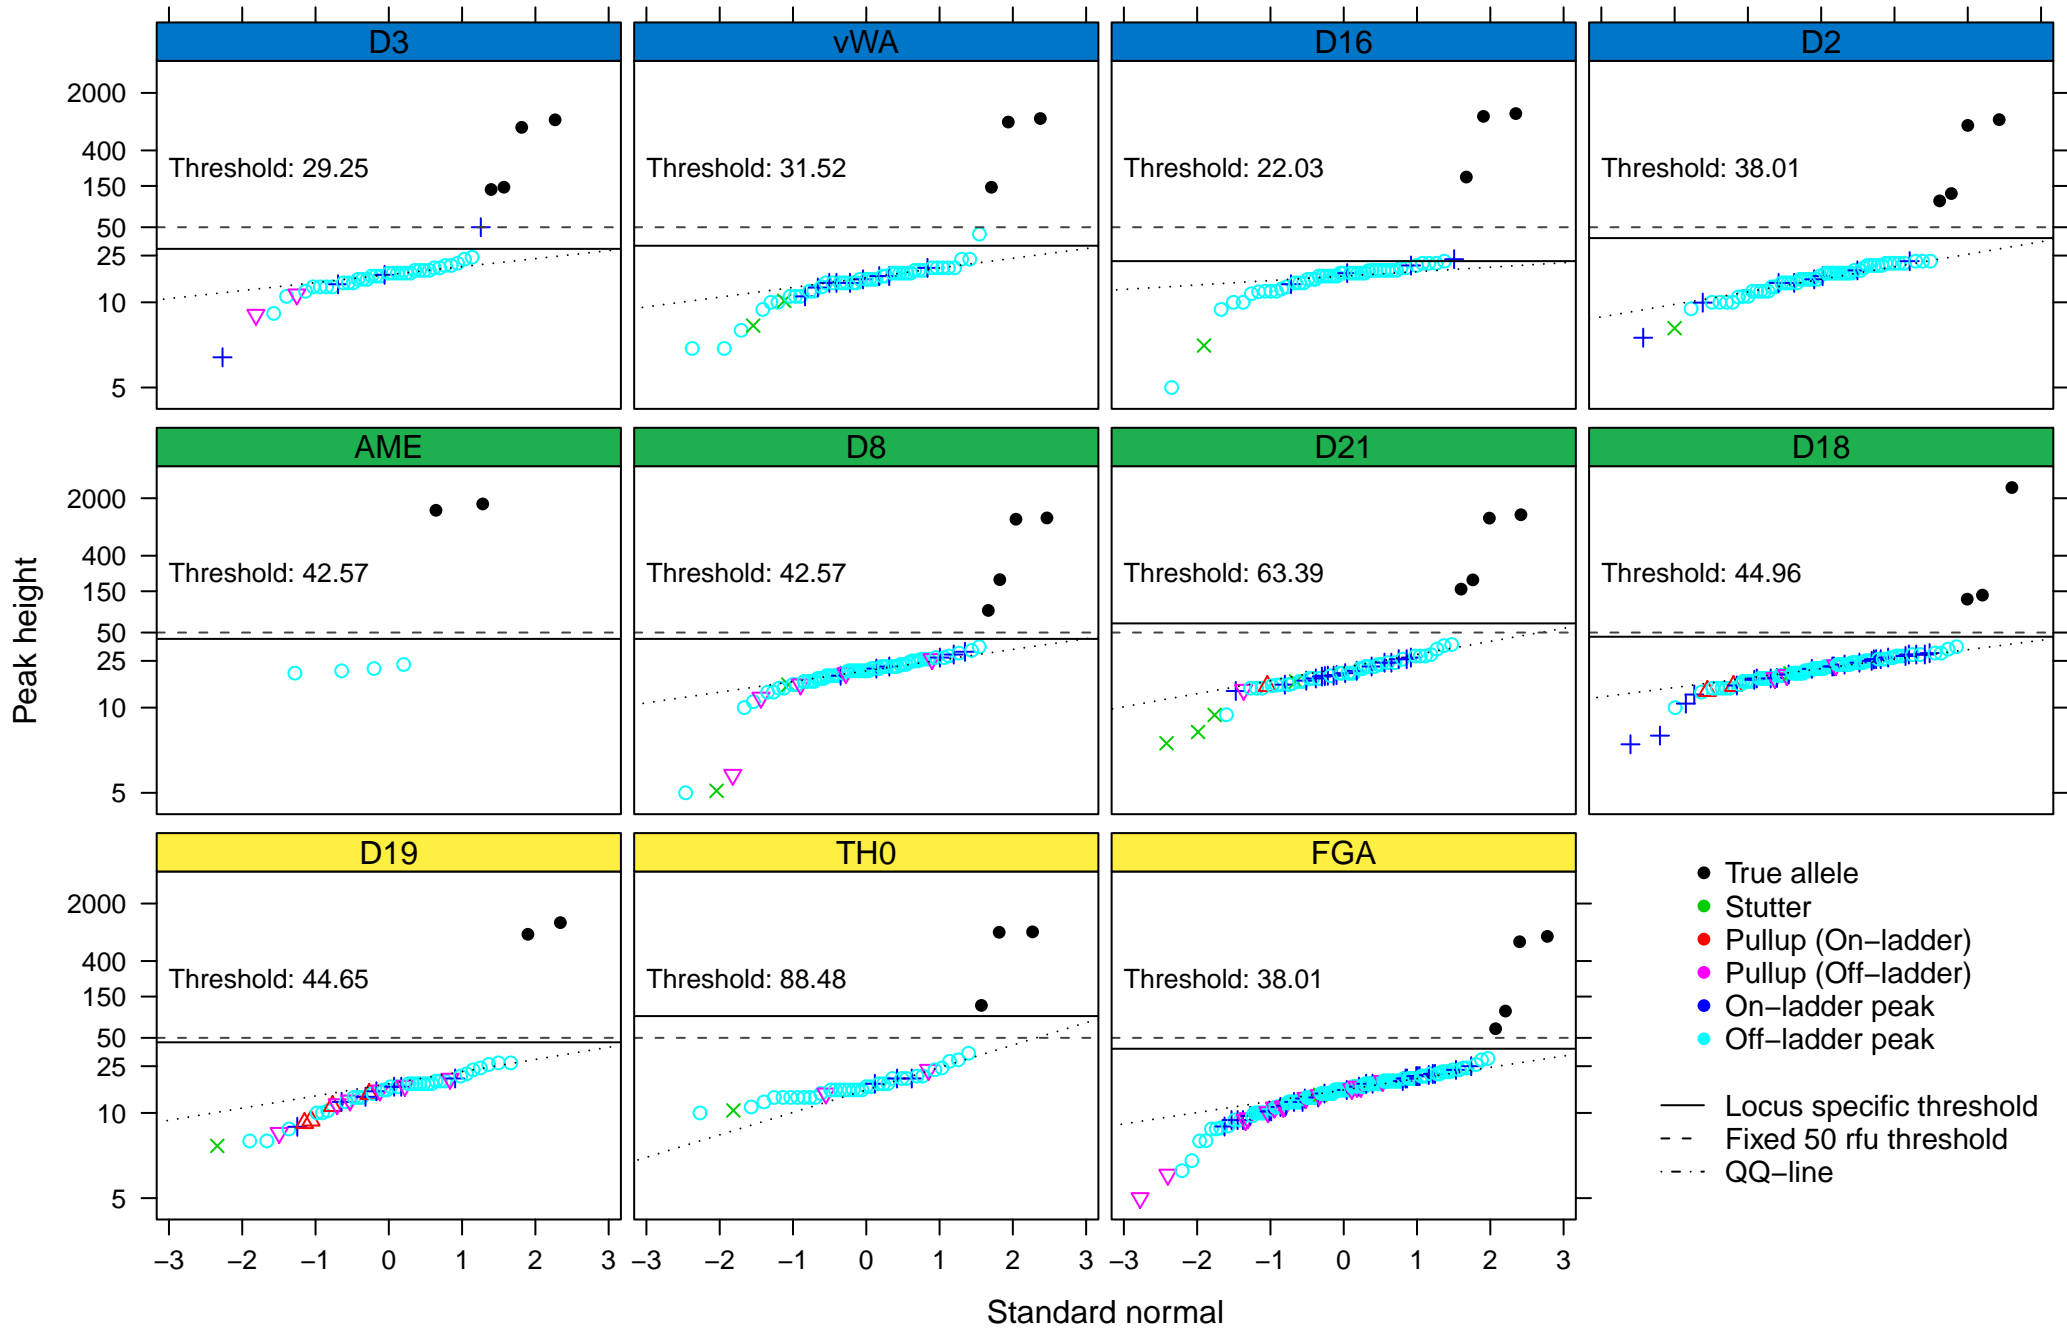 D3 vWA D16 D2
2000
400
150
50
25
10
5
Threshold: 29.25
Threshold: 31.52
Threshold: 22.03
Threshold: 38.01
AME D8 D21 D18
2000
400
150
50
25
10
5
Threshold: 42.57
Threshold: 42.57
Threshold: 63.39
Threshold: 44.96
Peak height
D19 TH0 FGA
2000
400
150
50
25
10
5
Threshold: 44.65
Threshold: 88.48
Threshold: 38.01
True allele
Stutter
Pullup (On−ladder)
Pullup (Off−ladder)
On−ladder peak
Off−ladder peak
Locus specific threshold
Fixed 50 rfu threshold
QQ−line
−3 −2 −1 0 1 2 3
−3 −2 −1 0 1 2 3
−3 −2 −1 0 1 2 3
Standard normal